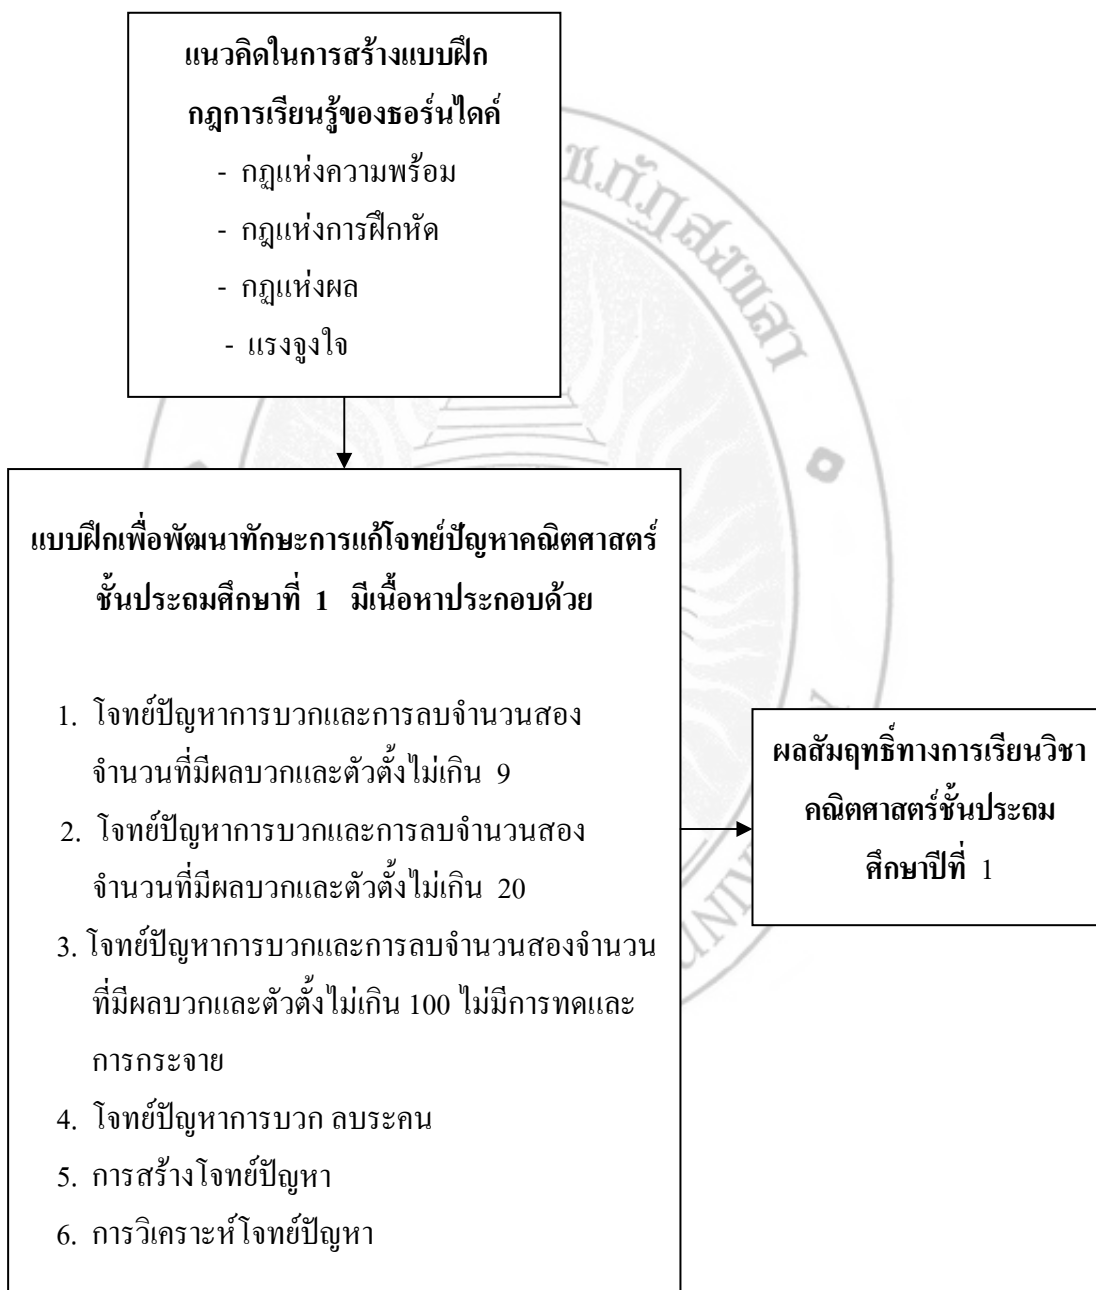 แนวคิดในการสร้างแบบฝึก
กฎการเรียนรู้ของธอร์นไดค์
- กฏแห่งความพร้อม
- กฎแห่งการฝึกหัด
- กฏแห่งผล
- แรงจูงใจ
แบบฝึกเพื่อพัฒนาทักษะการแก้โจทย์ปัญหาคณิตศาสตร์
ชั้นประถมศึกษาที่ 1 มีเนื้อหาประกอบด้วย
1. โจทย์ปัญหาการบวกและการลบจำนวนสอง
จำนวนที่มีผลบวกและตัวตั้งไม่เกิน 9
2. โจทย์ปัญหาการบวกและการลบจำนวนสอง
จำนวนที่มีผลบวกและตัวตั้งไม่เกิน 20
3. โจทย์ปัญหาการบวกและการลบจำนวนสองจำนวน
ที่มีผลบวกและตัวตั้งไม่เกิน 100 ไม่มีการทดและ
การกระจาย
4. โจทย์ปัญหาการบวก ลบระคน
5. การสร้างโจทย์ปัญหา
6. การวิเคราะห์โจทย์ปัญหา
ผลสัมฤทธิ์ทางการเรียนวิชา
คณิตศาสตร์ชั้นประถม
ศึกษาปีที่ 1